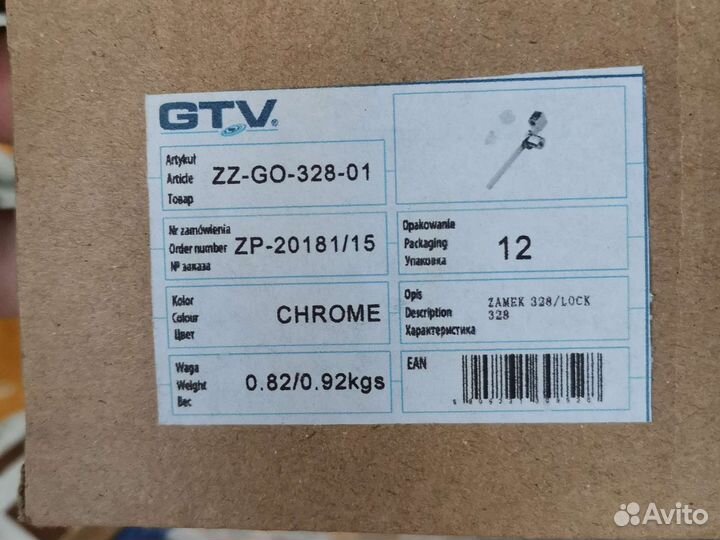 GTV®
Artykuł
Article
Товар
ZZ-GO-328-01
Nr zamówienia
Order number
№ заказа
ZP-20181/15
Opakowanie
Packaging
Упаковка
12
Kolor
Colour
Цвет
CHROME
Opis
Description
Характеристика
ZAMEK 328/LOCK
328
Waga
Weight
Вес
0.82/0.92kgs
EAN
Avito